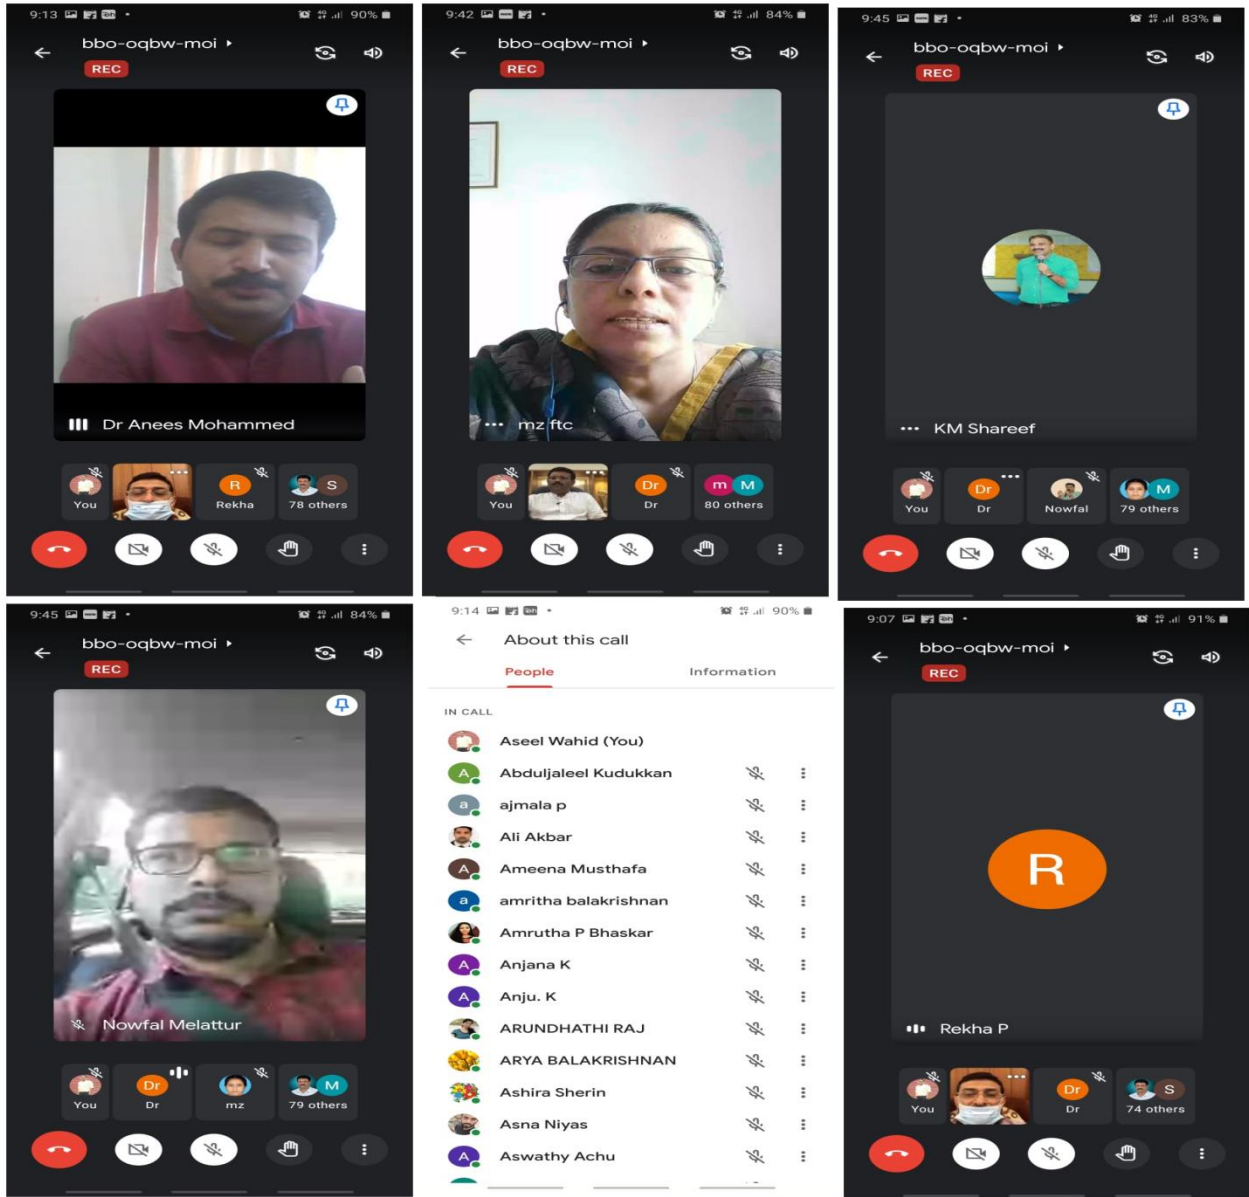 9:13 90%
bbo-oqbw-moi
REC
Dr Anees Mohammed
You
R
Rekha
S
78 others
9:42 84%
bbo-oqbw-moi
REC
mz ftc
You
Dr
Dr
m M
80 others
9:45 83%
bbo-oqbw-moi
REC
KM Shareef
You
Dr
Dr
Nowfal
M
79 others
9:45 84%
bbo-oqbw-moi
REC
Nowfal Melattur
You
Dr
Dr
mz
M
79 others
9:14 90%
About this call
People Information
IN CALL
Aseel Wahid (You)
A Abduljaleel Kudukkan
a ajmala p
Ali Akbar
A Ameena Musthafa
a amritha balakrishnan
Amrutha P Bhaskar
A Anjana K
A Anju. K
ARUNDHATHI RAJ
ARYA BALAKRISHNAN
Ashira Sherin
Asna Niyas
A Aswathy Achu
9:07 91%
bbo-oqbw-moi
REC
R
Rekha P
You
Dr
Dr
S
74 others